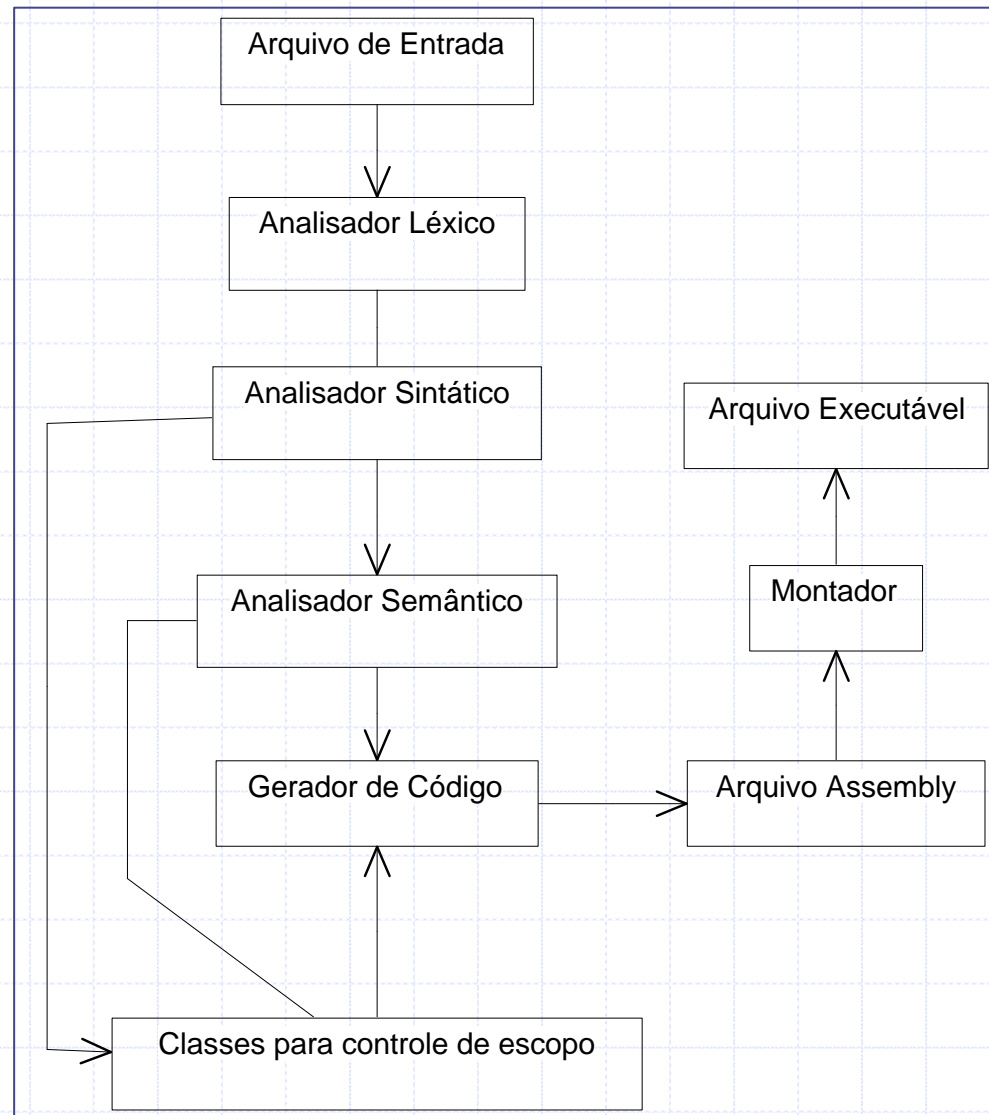 Arquivo de Entrada
Analisador Léxico
Analisador Sintático
Arquivo Executável
Analisador Semântico
Montador
Gerador de Código
Arquivo Assembly
Classes para controle de escopo